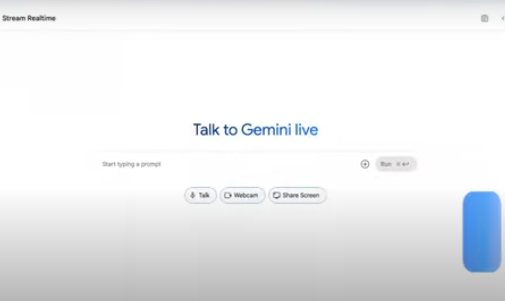 Stream Realtime
Talk to Gemini live
Start typing a prompt
Run
Talk
Webcam
Share Screen